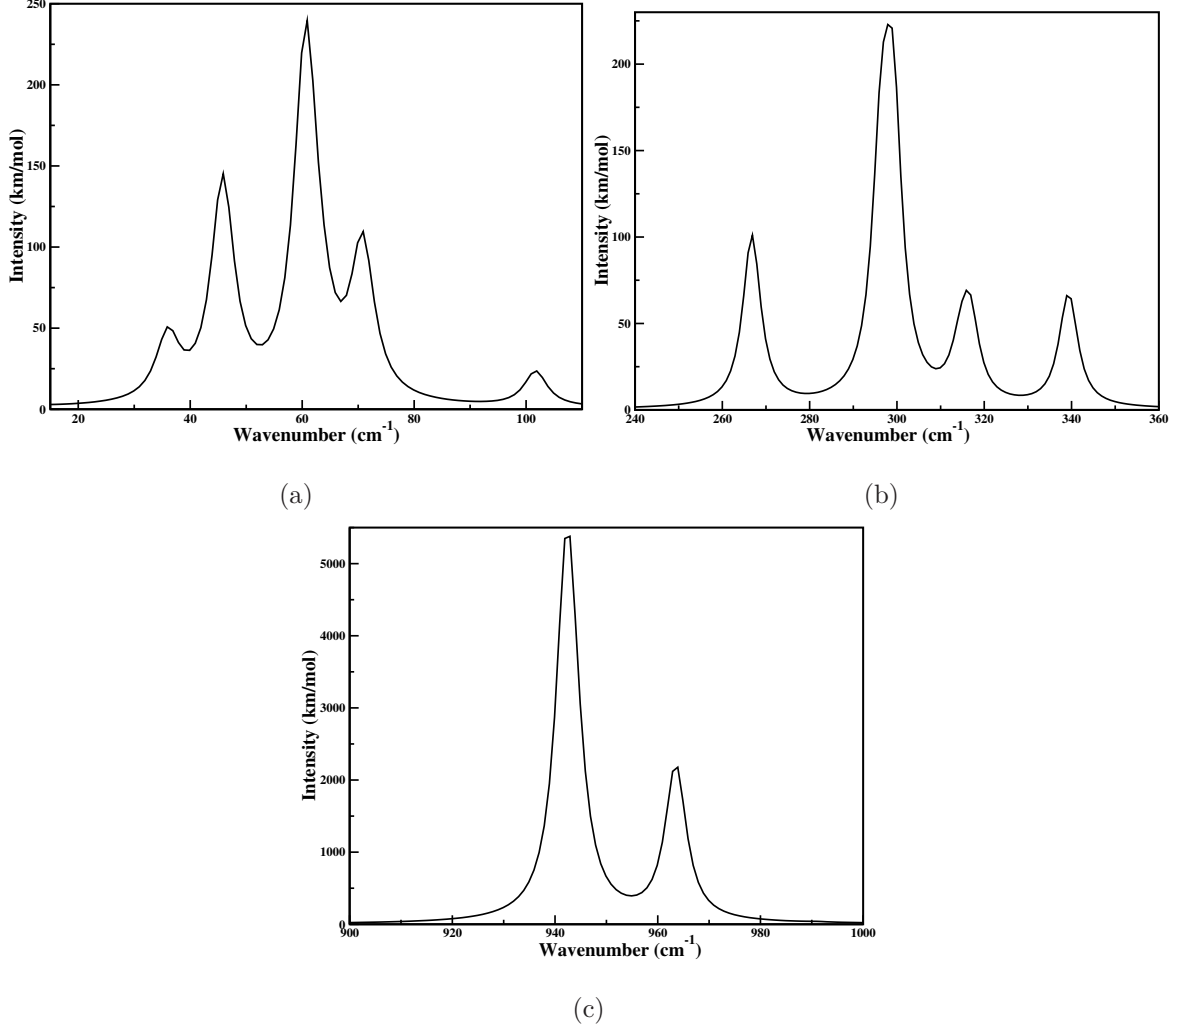 250
200
150
100
50
0
Intensity (km/mol)
20 40 60 80 100
Wavenumber (cm-1)
(a)
200
150
100
50
0
Intensity (km/mol)
240 260 280 300 320 340 360
Wavenumber (cm-1)
(b)
5000
4000
3000
2000
1000
0
Intensity (km/mol)
900 920 940 960 980 1000
Wavenumber (cm-1)
(c)